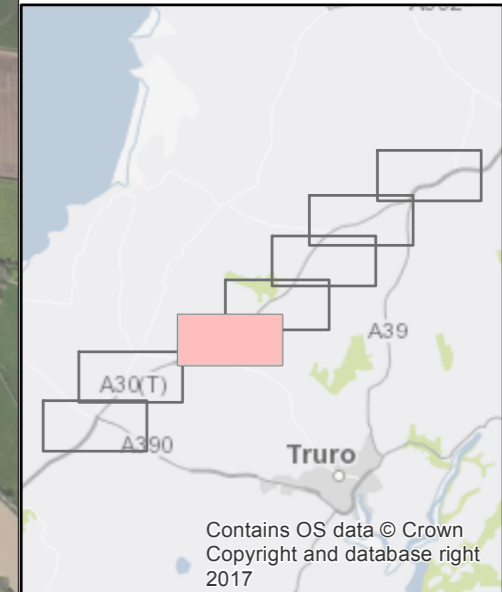 A39
A30(T)
A390
Truro
Contains OS data © Crown
Copyright and database right
2017